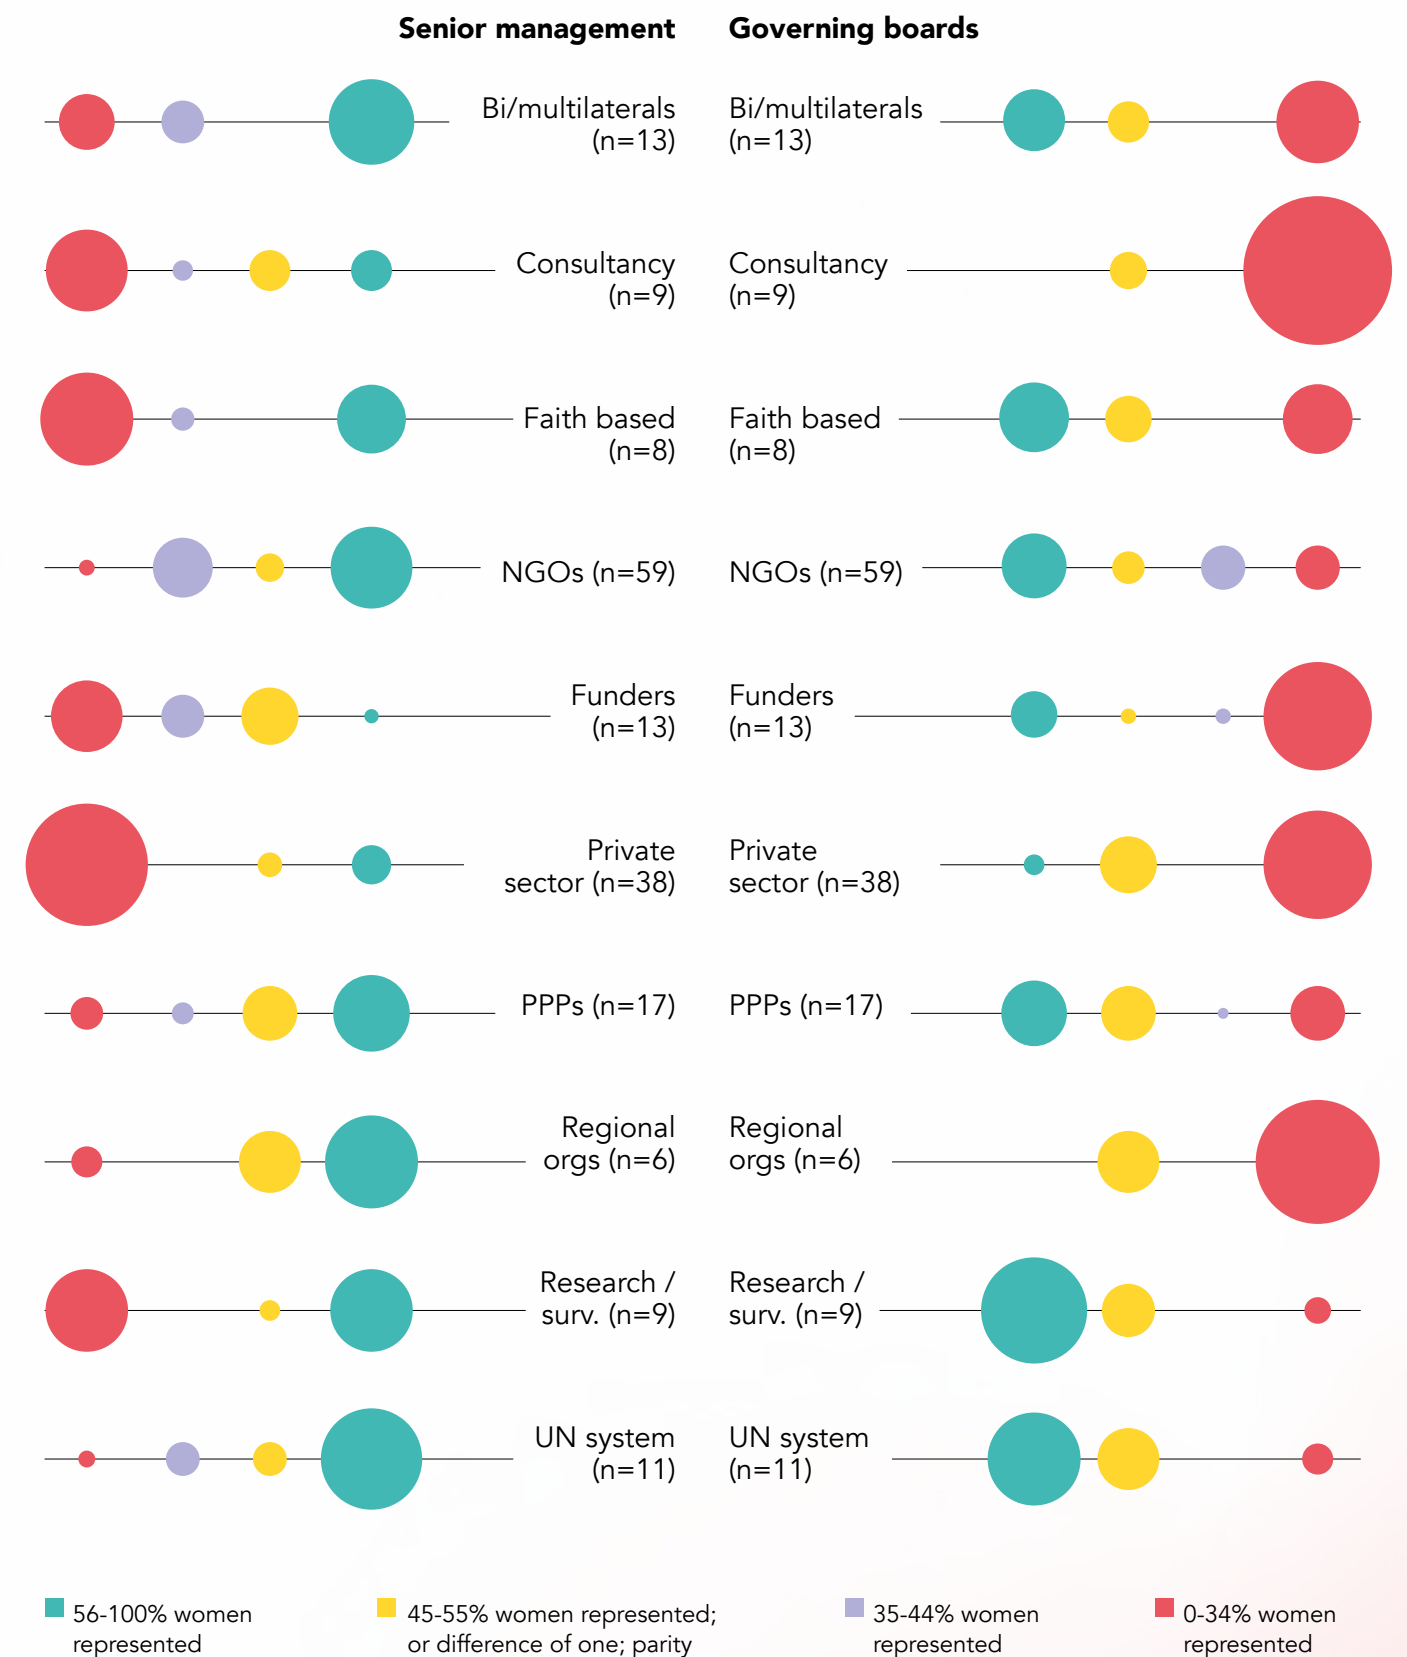 Senior management
Governing boards
Bi/multilaterals
(n=13)
Bi/multilaterals
(n=13)
Consultancy
(n=9)
Consultancy
(n=9)
Faith based
(n=8)
Faith based
(n=8)
NGOs (n=59)
NGOs (n=59)
Funders
(n=13)
Funders
(n=13)
Private
sector (n=38)
Private
sector (n=38)
PPPs (n=17)
PPPs (n=17)
Regional
orgs (n=6)
Regional
orgs (n=6)
Research /
surv. (n=9)
Research /
surv. (n=9)
UN system
(n=11)
UN system
(n=11)
56-100% women
represented
45-55% women represented;
or difference of one; parity
35-44% women
represented
0-34% women
represented